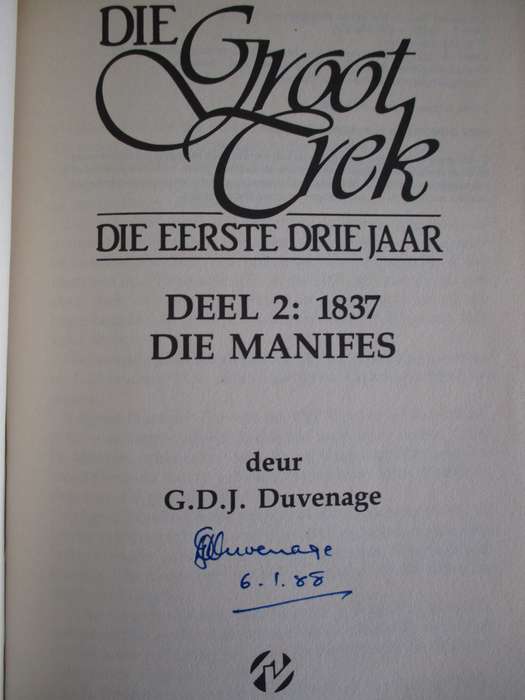 DIE Groot
Trek
DIE EERSTE DRIE JAAR
DEEL 2: 1837
DIE MANIFES
deur
G.D.J. Duvenage
GDJDuvenage
6.1.88